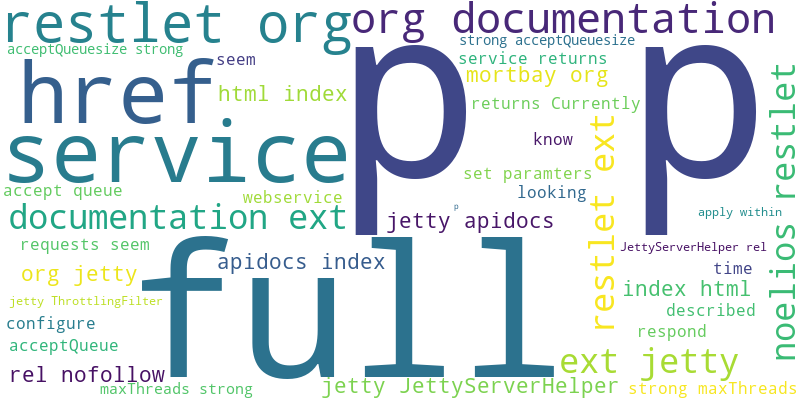 restlet org
org documentation
acceptQueuesize strong
strong acceptQueuesize
seem
service returns
href
p p
mortbay org
html index
returns Currently
service
know
restlet ext
noelios restlet
set paramters
accept queue
webservice
looking
documentation ext
p
jetty apidocs
apply within
requests seem
full
JettyServerHelper rel
apidocs index
org jetty
time
index html
jetty ThrottlingFilter
described
configure
respond
acceptQueue
ext jetty
rel nofollow
maxThreads strong
jetty JettyServerHelper
strong maxThreads